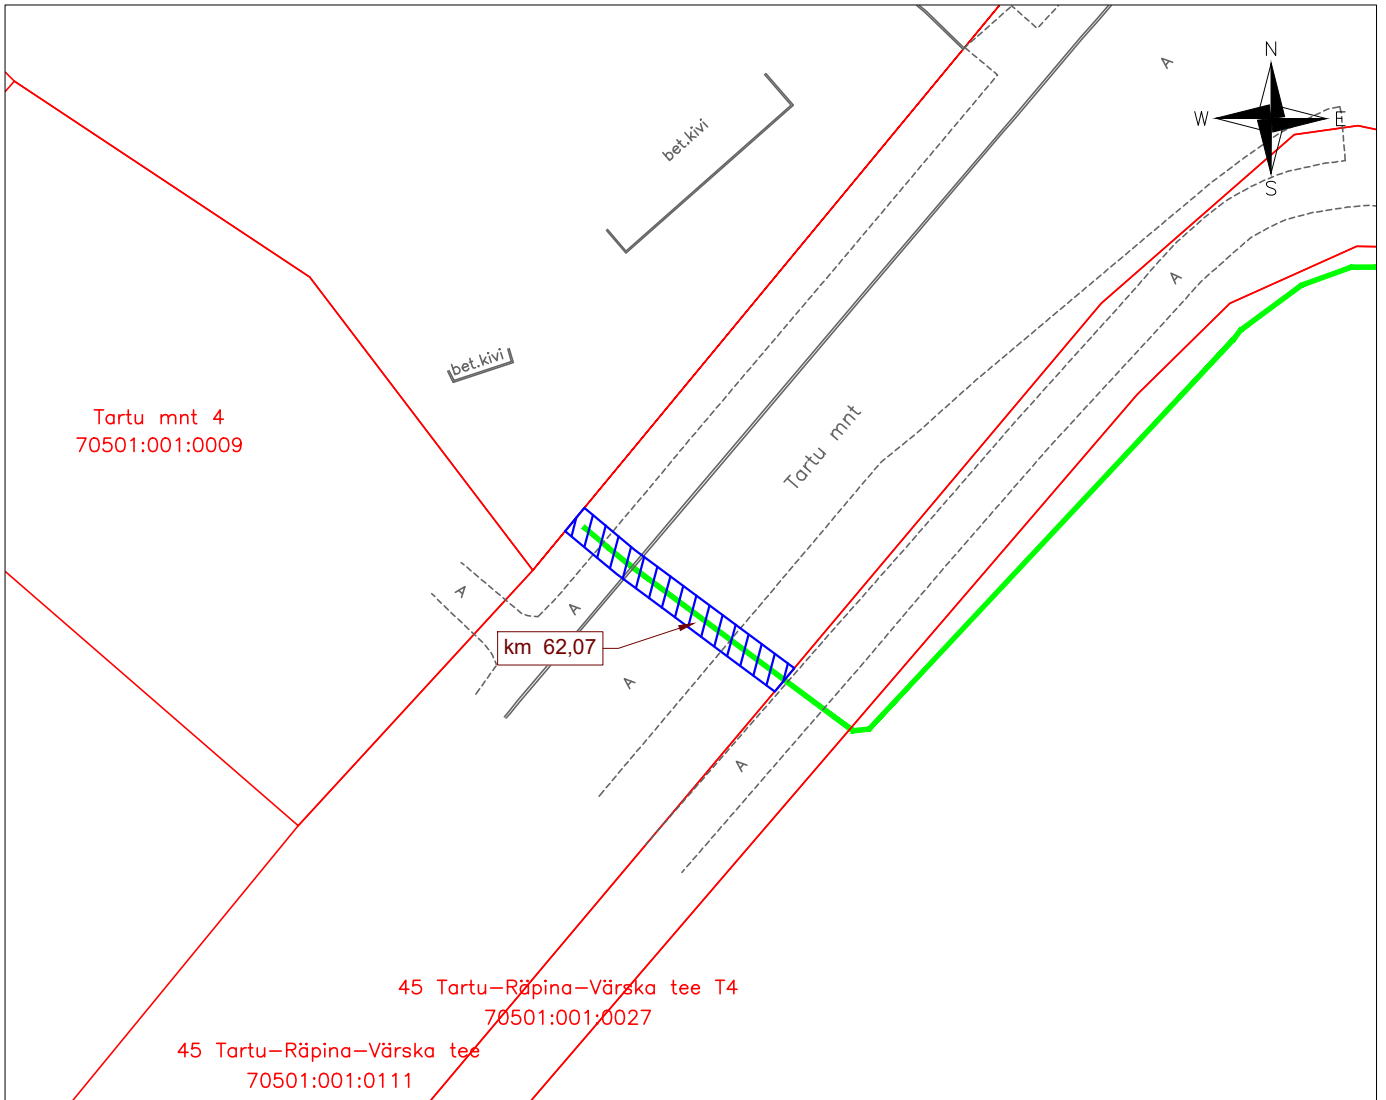 N
W
E
S
A
bet.kivi
A
bet.kivi
Tartu mnt 4
70501:001:0009
Tartu mnt
A
A
km 62,07
A
A
45 Tartu-Räpina-Värska tee T4
70501:001:0027
45 Tartu-Räpina-Värska tee
70501:001:0111